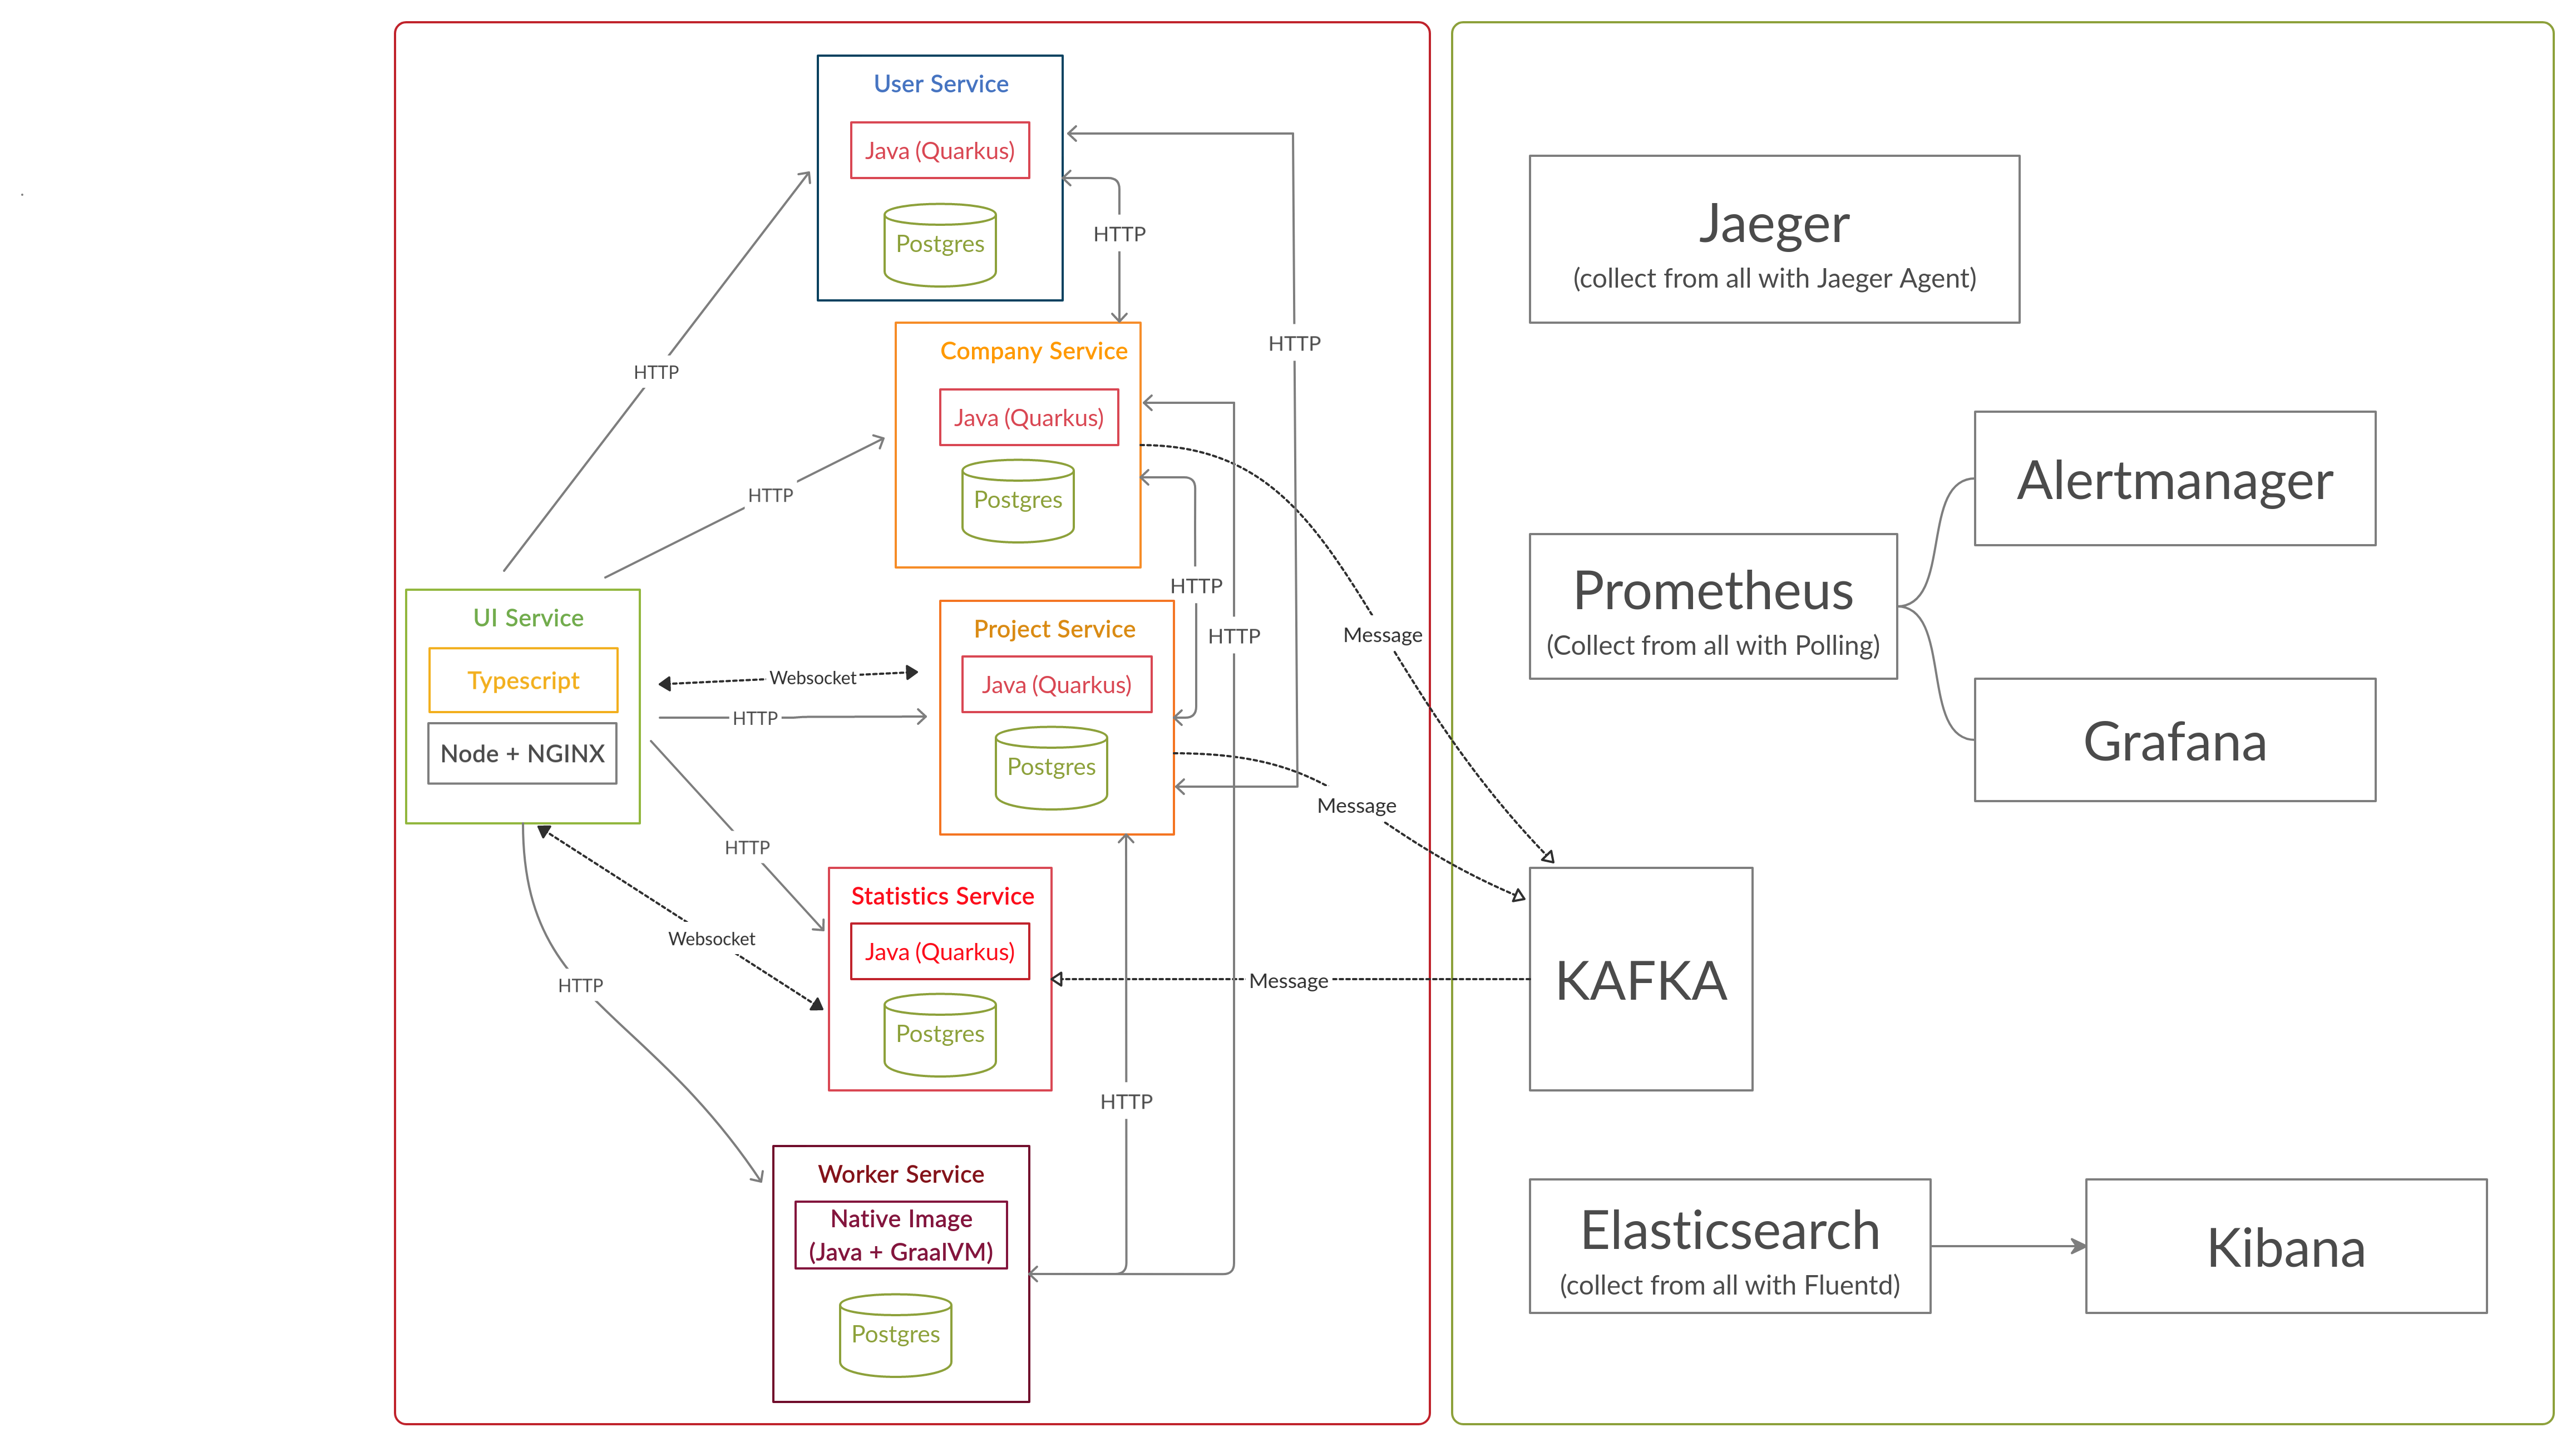 User Service
Java (Quarkus)
Postgres
HTTP
HTTP
HTTP
Company Service
Java (Quarkus)
Postgres
HTTP
HTTP
HTTP
Message
UI Service
Typescript
Node + NGINX
Websocket
HTTP
Project Service
Java (Quarkus)
Postgres
Message
HTTP
Websocket
HTTP
Statistics Service
Java (Quarkus)
Postgres
Message
HTTP
Worker Service
Native Image
(Java + GraalVM)
Postgres
Jaeger
(collect from all with Jaeger Agent)
Alertmanager
Prometheus
(Collect from all with Polling)
Grafana
KAFKA
Elasticsearch
(collect from all with Fluentd)
Kibana